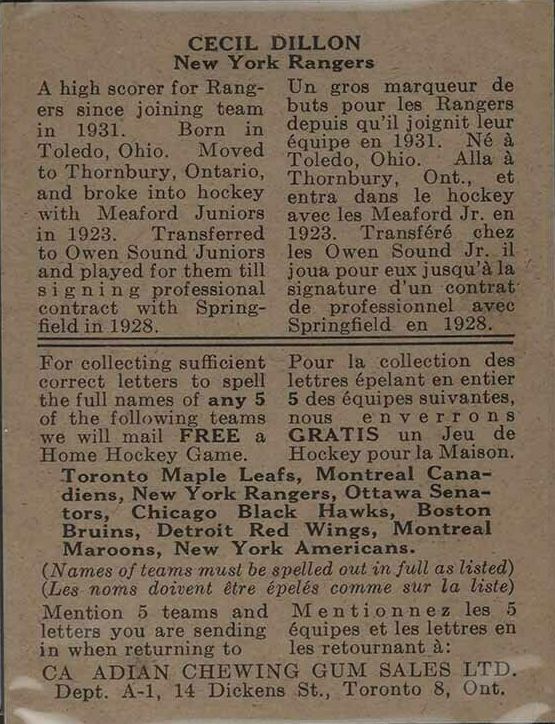 CECIL DILLON
New York Rangers
A high scorer for Rang-
ers since joining team
in 1931. Born in
Toledo, Ohio. Moved
to Thornbury, Ontario,
and broke into hockey
with Meaford Juniors
in 1923. Transferred
to Owen Sound Juniors
and played for them till
signing professional
contract with Spring-
field in 1928.
Un gros marqueur de
buts pour les Rangers
depuis qu'il joignit leur
équipe en 1931. Né à
Toledo, Ohio. Alla à
Thornbury, Ont., et
entra dans le hockey
avec les Meaford Jr. en
1923. Transféré chez
les Owen Sound Jr. il
joua pour eux jusqu'à la
signature d'un contrat
de professionnel avec
Springfield en 1928.
For collecting sufficient
correct letters to spell
the full names of any 5
of the following teams
we will mail FREE a
Home Hockey Game.
Pour la collection des
lettres épelant en entier
5 des équipes suivantes,
nous enverrons
GRATIS un Jeu de
Hockey pour la Maison.
Toronto Maple Leafs, Montreal Cana-
diens, New York Rangers, Ottawa Sena-
tors, Chicago Black Hawks, Boston
Bruins, Detroit Red Wings, Montreal
Maroons, New York Americans.
(Names of teams must be spelled out in full as listed)
(Les noms doivent être épelés comme sur la liste)
Mention 5 teams and
letters you are sending
in when returning to
Mentionnez les 5
équipes et les lettres en
les retournant à:
CA ADIAN CHEWING GUM SALES LTD.
Dept. A-1, 14 Dickens St., Toronto 8, Ont.